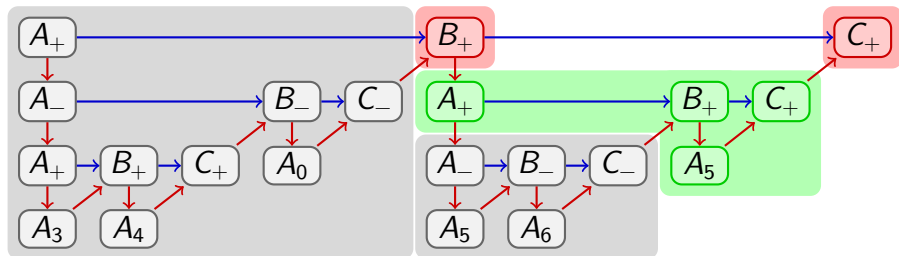 A₊ B₊ C₊
A₋ B₋ C₋ A₊ B₊ C₊
A₊ B₊ C₊ A₀ A₋ B₋ C₋ A₅
A₃ A₄ A₅ A₆